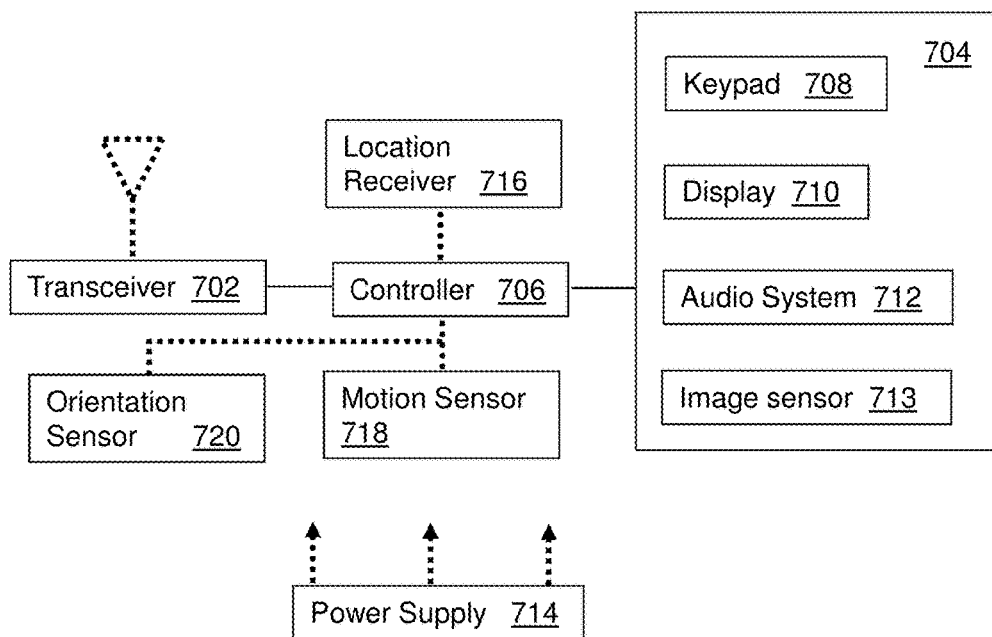 704
Keypad 708
Location
Receiver 716
Display 710
Transceiver 702
Controller 706
Audio System 712
Orientation
Sensor 720
Motion Sensor
718
Image sensor 713
Power Supply 714